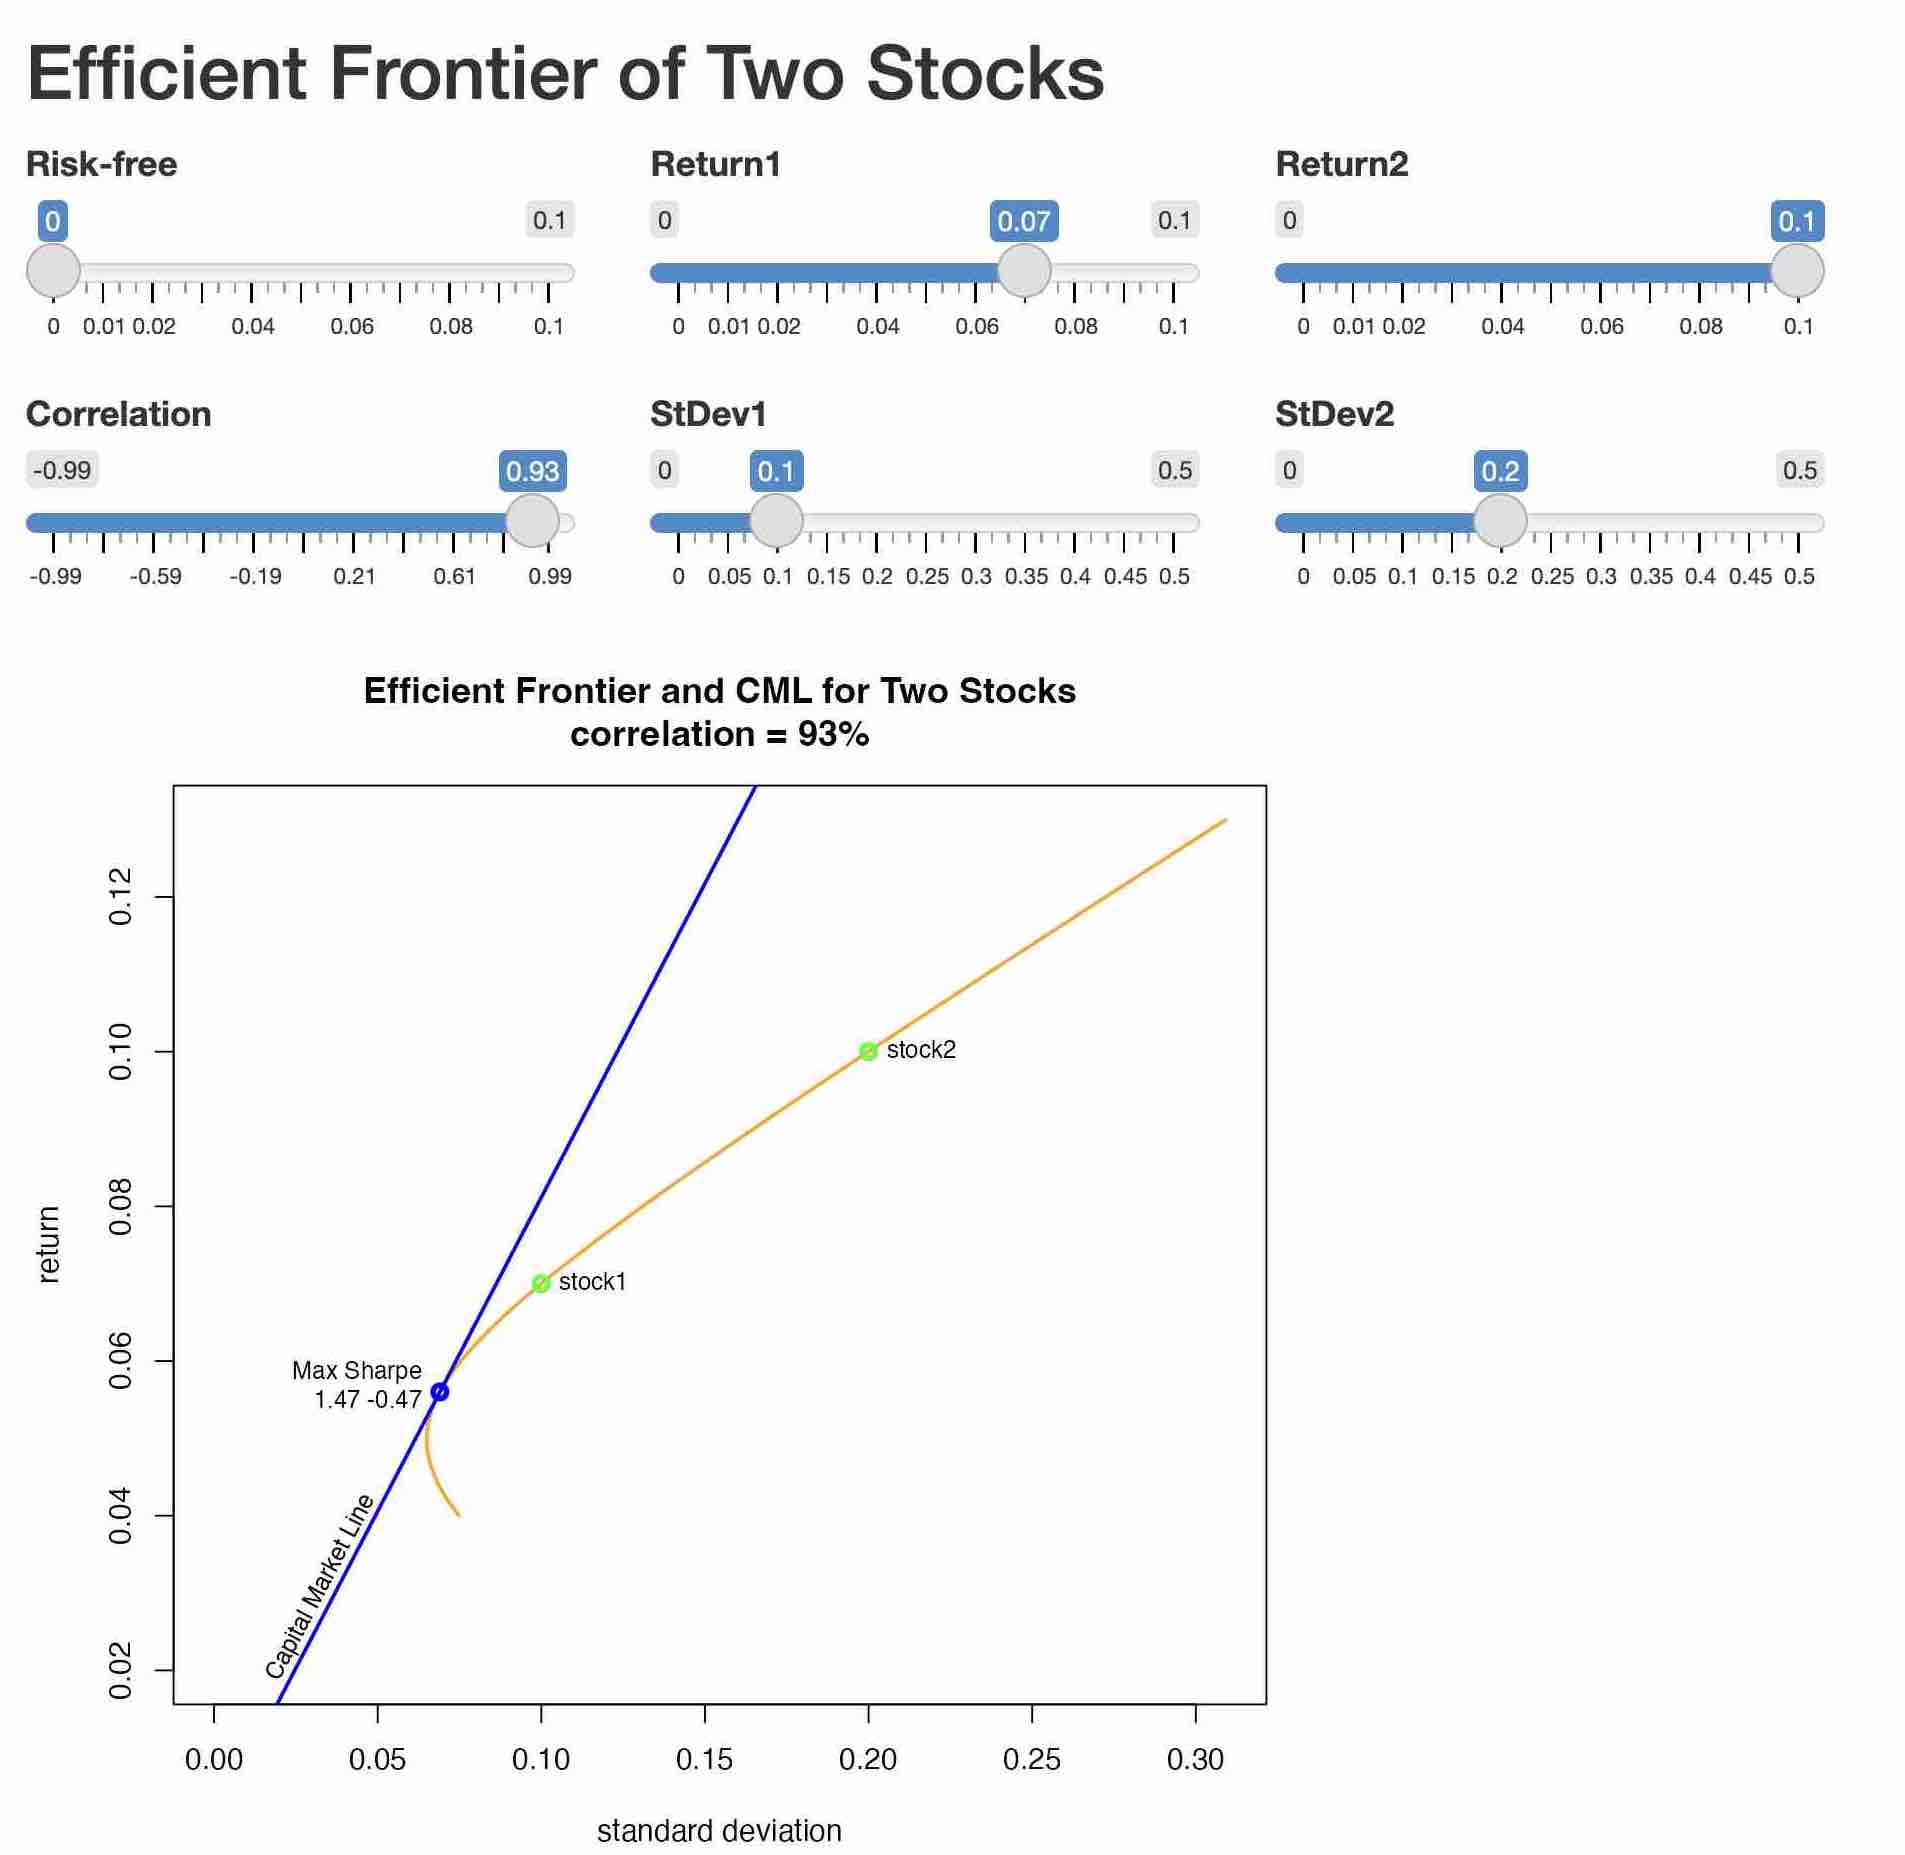 Efficient Frontier of Two Stocks
Risk-free
0 0.1
0 0.01 0.02 0.04 0.06 0.08 0.1
Return1
0 0.07 0.1
0 0.01 0.02 0.04 0.06 0.08 0.1
Return2
0 0.1
0 0.01 0.02 0.04 0.06 0.08 0.1
Correlation
-0.99 0.93
-0.99 -0.59 -0.19 0.21 0.61 0.99
StDev1
0 0.1 0.5
0 0.05 0.1 0.15 0.2 0.25 0.3 0.35 0.4 0.45 0.5
StDev2
0 0.2 0.5
0 0.05 0.1 0.15 0.2 0.25 0.3 0.35 0.4 0.45 0.5
Efficient Frontier and CML for Two Stocks
correlation = 93%
return
0.12
0.10
0.08
0.06
0.04
0.02
stock2
stock1
Max Sharpe
1.47 -0.47
Capital Market Line
0.00 0.05 0.10 0.15 0.20 0.25 0.30
standard deviation